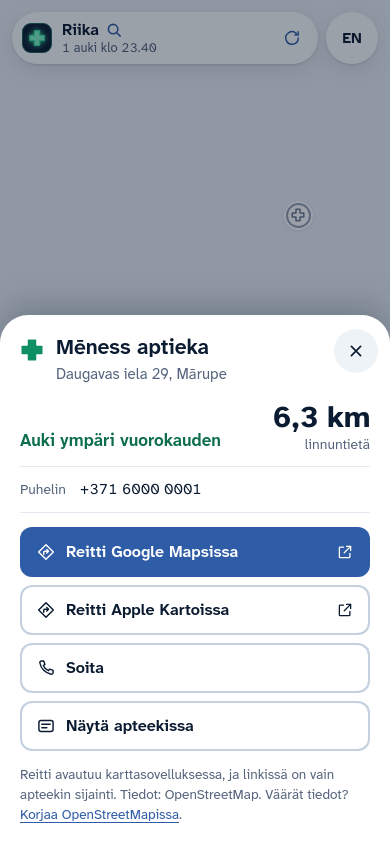 Riika
1 auki klo 23.40
EN
Mēness aptieka
Daugavas iela 29, Mārupe
6,3 km
Auki ympäri vuorokauden
linnuntietä
Puhelin +371 6000 0001
Reitti Google Mapsissa
Reitti Apple Kartoissa
Soita
Näytä apteekissa
Reitti avautuu karttasovelluksessa, ja linkissä on vain
apteekin sijainti. Tiedot: OpenStreetMap. Väärät tiedot?
Korjaa OpenStreetMapissa.